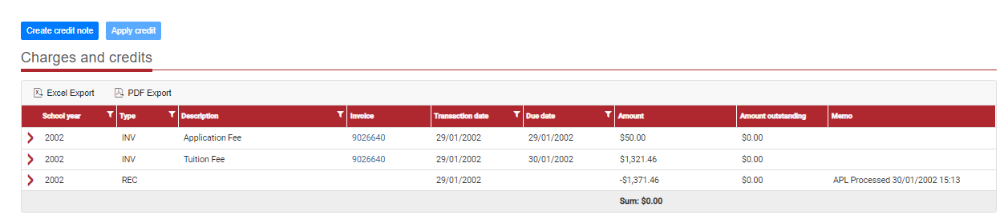 Create credit note Apply credit
Charges and credits
Excel Export PDF Export
School year Type Description Invoice Transaction date Due date Amount Amount outstanding Memo
2002 INV Application Fee 9026640 29/01/2002 29/01/2002 $50.00 $0.00
2002 INV Tuition Fee 9026640 29/01/2002 30/01/2002 $1,321.46 $0.00
2002 REC 29/01/2002 -$1,371.46 $0.00 APL Processed 30/01/2002 15:13
Sum: $0.00